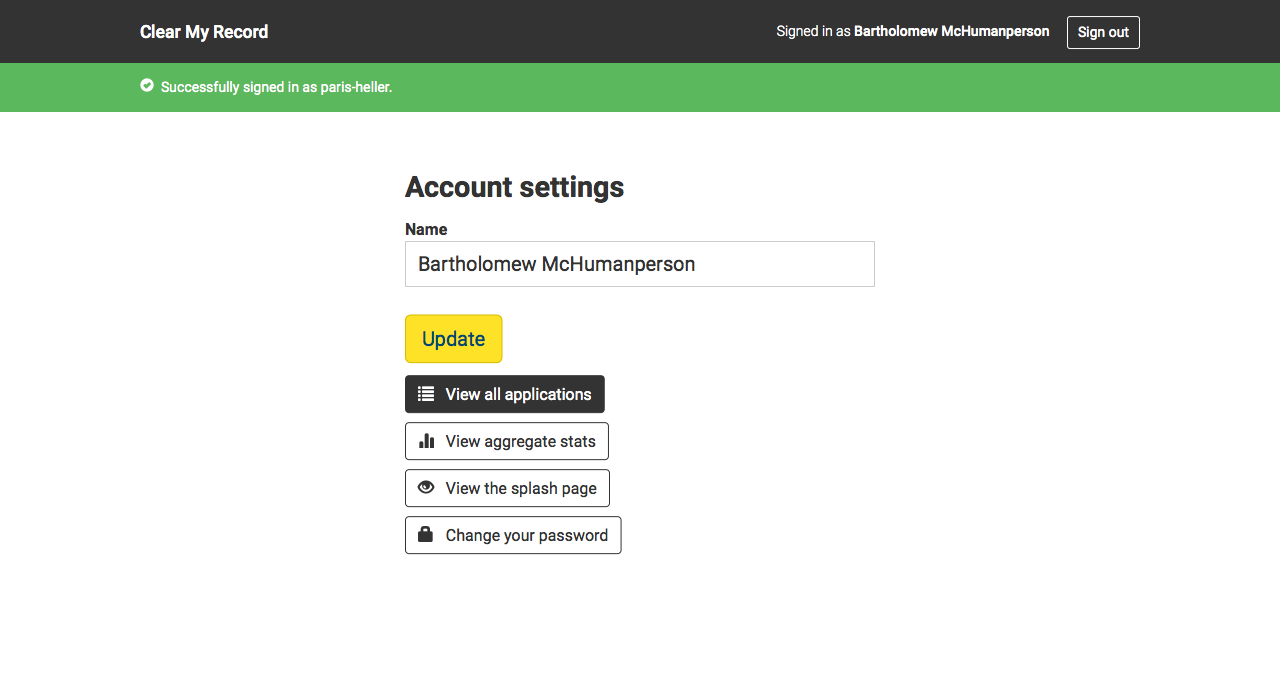 Clear My Record
Signed in as Bartholomew McHumanperson
Sign out
Successfully signed in as paris-heller.
Account settings
Name
Bartholomew McHumanperson
Update
View all applications
View aggregate stats
View the splash page
Change your password